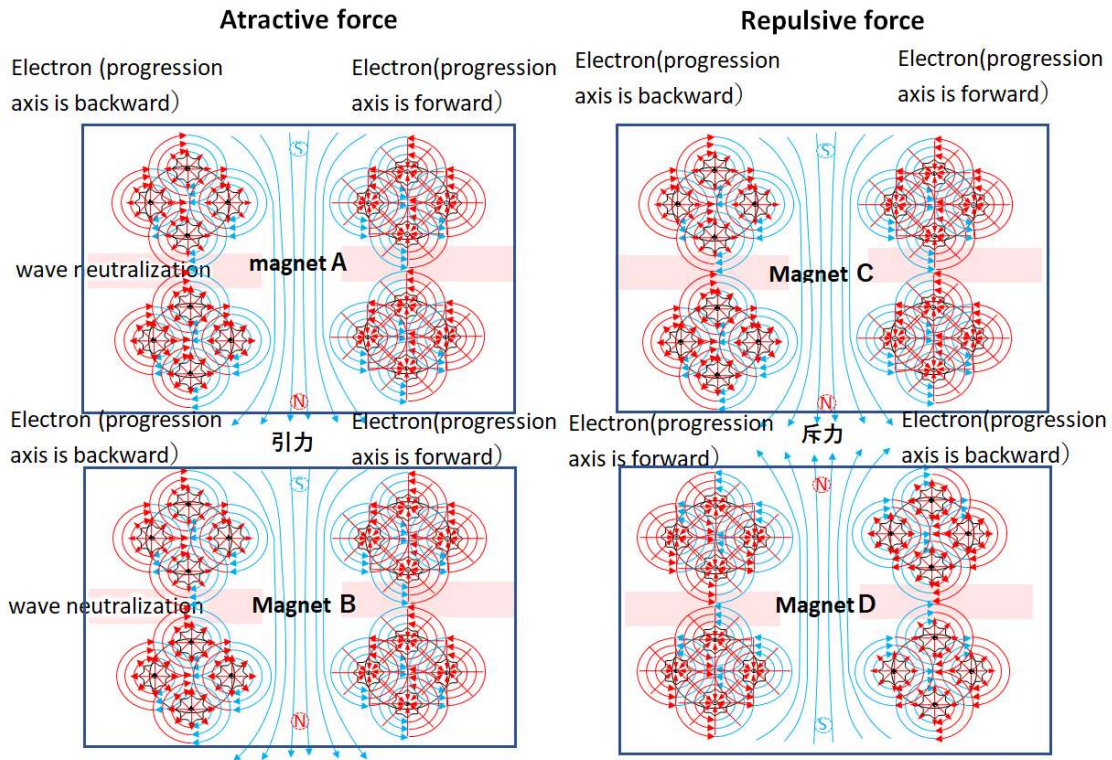 Atractive force
Repulsive force
Electron (progression
axis is backward）
Electron(progression
axis is forward）
Electron(progression
axis is backward）
Electron(progression
axis is forward）
S
S
wave neutralization
magnet A
Magnet C
N
N
Electron (progression
axis is backward）
引力
Electron(progression
axis is forward）
Electron(progression
axis is forward）
斥力
Electron(progression
axis is backward）
S
N
wave neutralization
Magnet B
Magnet D
N
S